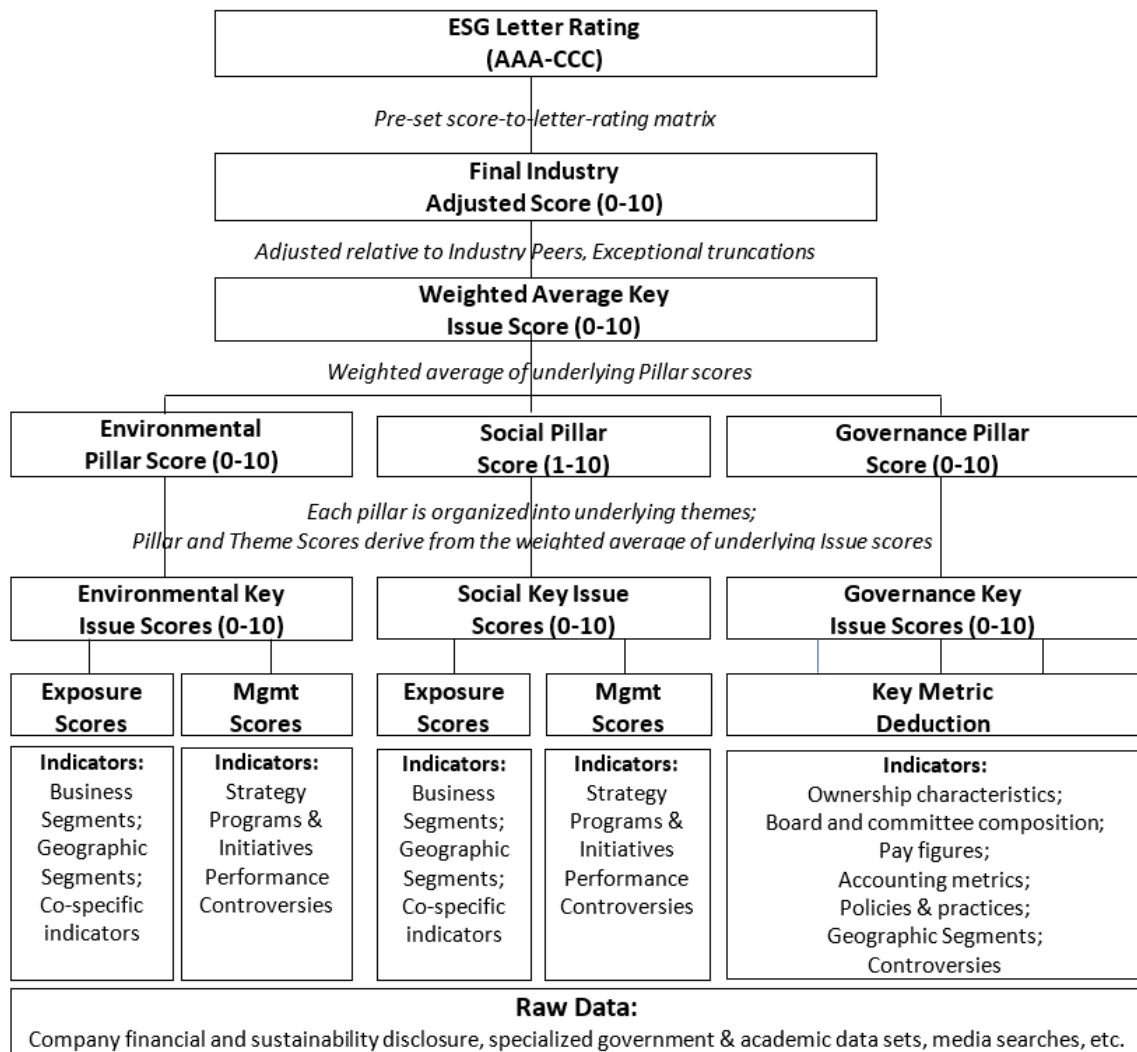 ESG Letter Rating
(AAA-CCC)
Pre-set score-to-letter-rating matrix
Final Industry
Adjusted Score (0-10)
Adjusted relative to Industry Peers, Exceptional truncations
Weighted Average Key
Issue Score (0-10)
Weighted average of underlying Pillar scores
Environmental
Pillar Score (0-10)
Social Pillar
Score (1-10)
Governance Pillar
Score (0-10)
Each pillar is organized into underlying themes;
Pillar and Theme Scores derive from the weighted average of underlying Issue scores
Environmental Key
Issue Scores (0-10)
Social Key Issue
Scores (0-10)
Governance Key
Issue Scores (0-10)
Exposure
Scores
Mgmt
Scores
Exposure
Scores
Mgmt
Scores
Key Metric
Deduction
Indicators:
Business
Segments;
Geographic
Segments;
Co-specific
indicators
Indicators:
Strategy
Programs &
Initiatives
Performance
Controversies
Indicators:
Business
Segments;
Geographic
Segments;
Co-specific
indicators
Indicators:
Strategy
Programs &
Initiatives
Performance
Controversies
Indicators:
Ownership characteristics;
Board and committee composition;
Pay figures;
Accounting metrics;
Policies & practices;
Geographic Segments;
Controversies
Raw Data:
Company financial and sustainability disclosure, specialized government & academic data sets, media searches, etc.